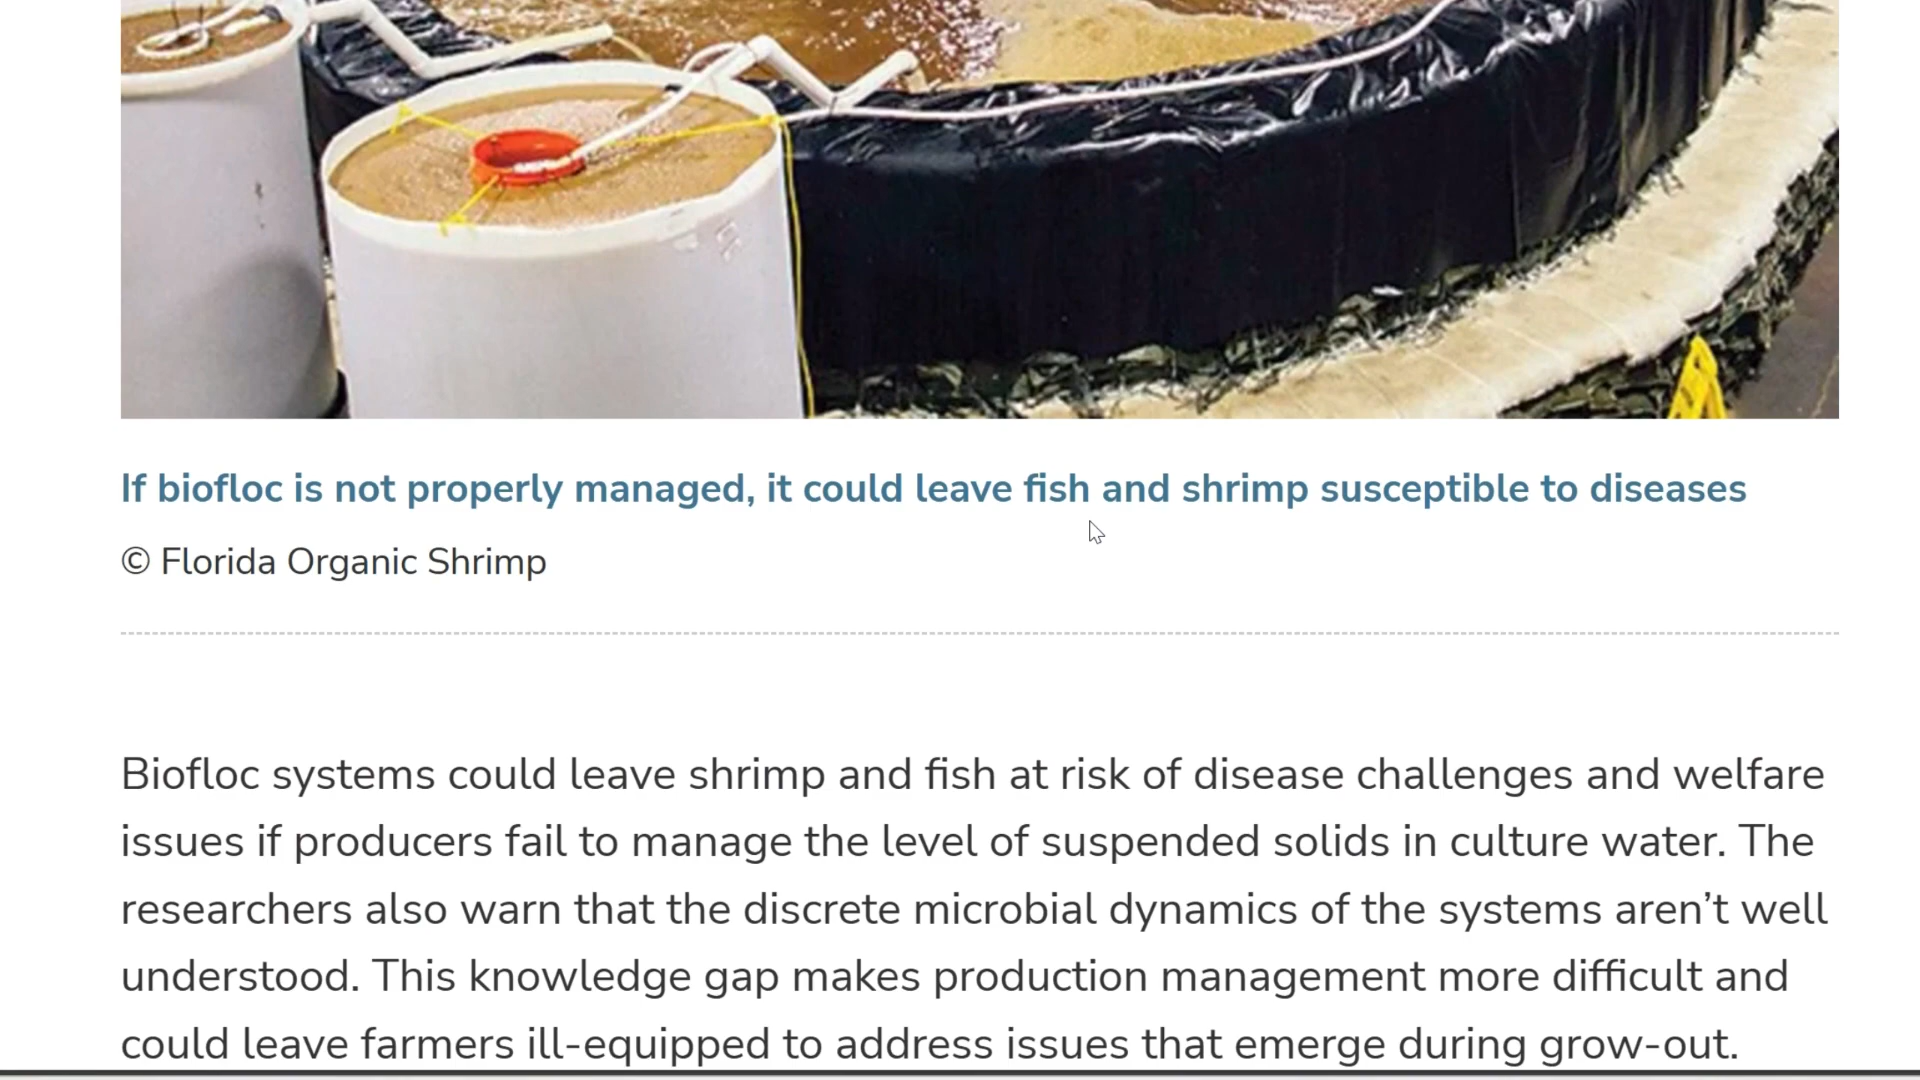 If biofloc is not properly managed, it could leave fish and shrimp susceptible to diseases
© Florida Organic Shrimp
Biofloc systems could leave shrimp and fish at risk of disease challenges and welfare
issues if producers fail to manage the level of suspended solids in culture water. The
researchers also warn that the discrete microbial dynamics of the systems aren’t well
understood. This knowledge gap makes production management more difficult and
could leave farmers ill-equipped to address issues that emerge during grow-out.